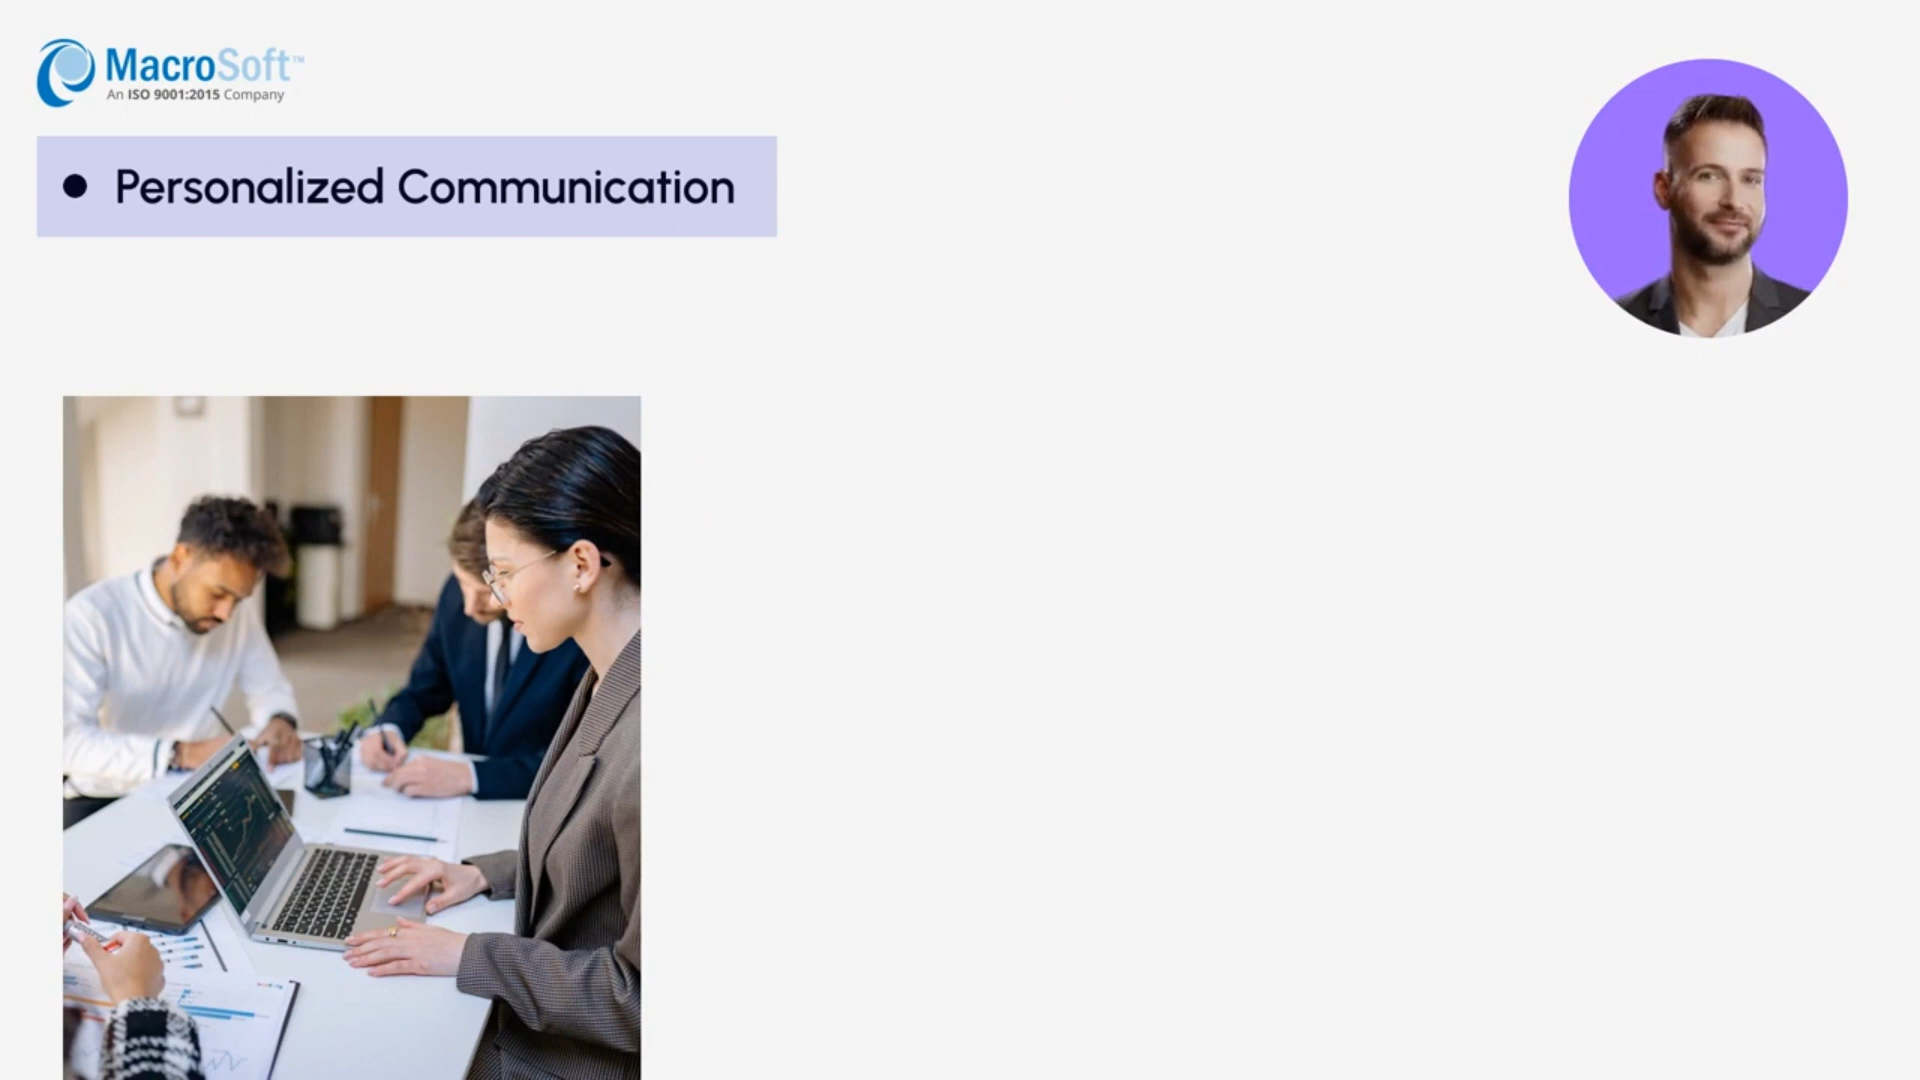 MacroSoft™
An ISO 9001:2015 Company
• Personalized Communication